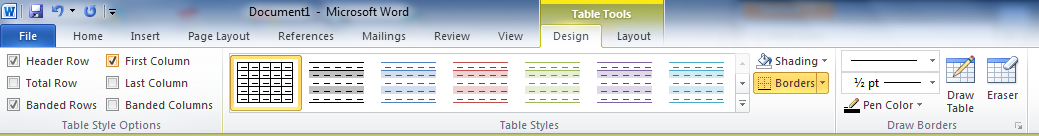 Document1 - Microsoft Word
Table Tools
File Home Insert Page Layout References Mailings Review View Design Layout
Header Row First Column
Total Row Last Column
Banded Rows Banded Columns
Table Style Options
Table Styles
Shading
Borders
½ pt
Pen Color
Draw Table
Eraser
Draw Borders